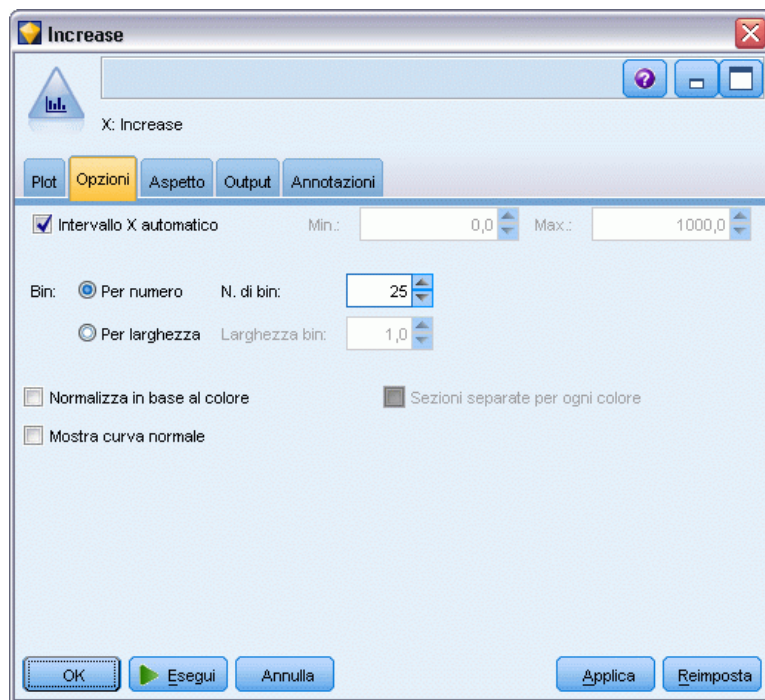 Increase
X: Increase
Plot Opzioni Aspetto Output Annotazioni
Intervallo X automatico Min.: 0,0 Max.: 1000,0
Bin: Per numero N. di bin: 25
Per larghezza Larghezza bin: 1,0
Normalizza in base al colore Sezioni separate per ogni colore
Mostra curva normale
OK Esegui Annulla Applica Reimposta